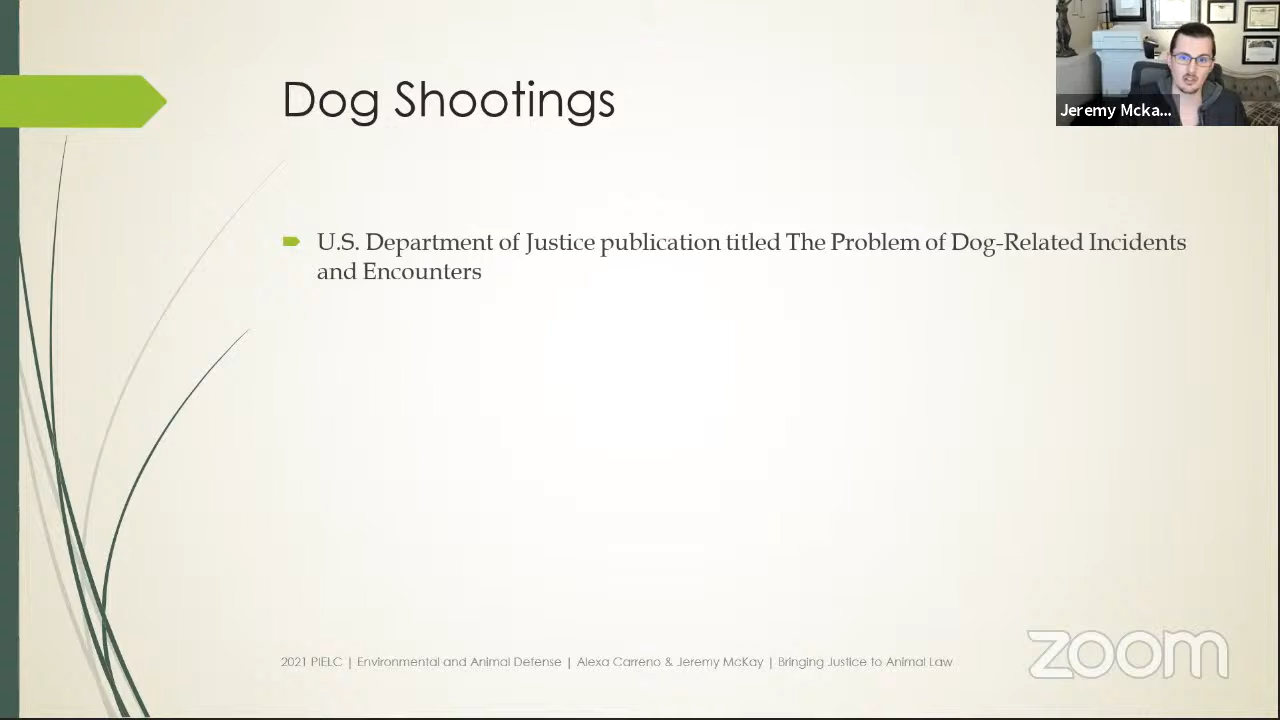 Dog Shootings
Jeremy Mcka...
U.S. Department of Justice publication titled The Problem of Dog-Related Incidents
and Encounters
2021 PIELC | Environmental and Animal Defense | Alexa Carreno & Jeremy McKay | Bringing Justice to Animal Law
zoom